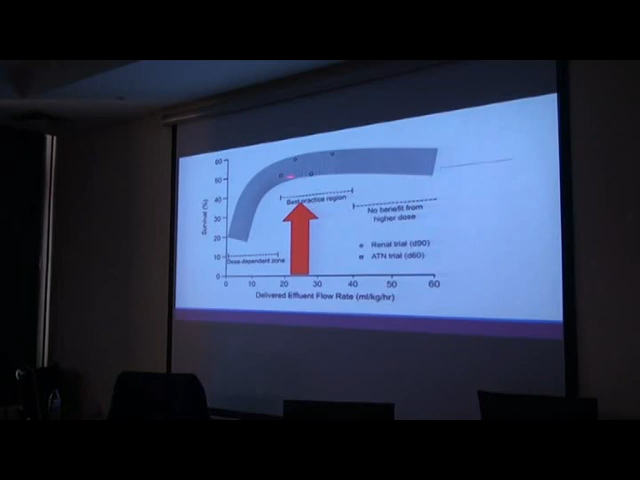 Survival (%)
60
60
40
30
20
10
0
Best practice region
No benefit from
higher dose
Dose-dependent zone
Renal trial (d90)
ATN trial (d60)
0
10
20
30
40
50
60
Delivered Effluent Flow Rate (ml/kg/hr)